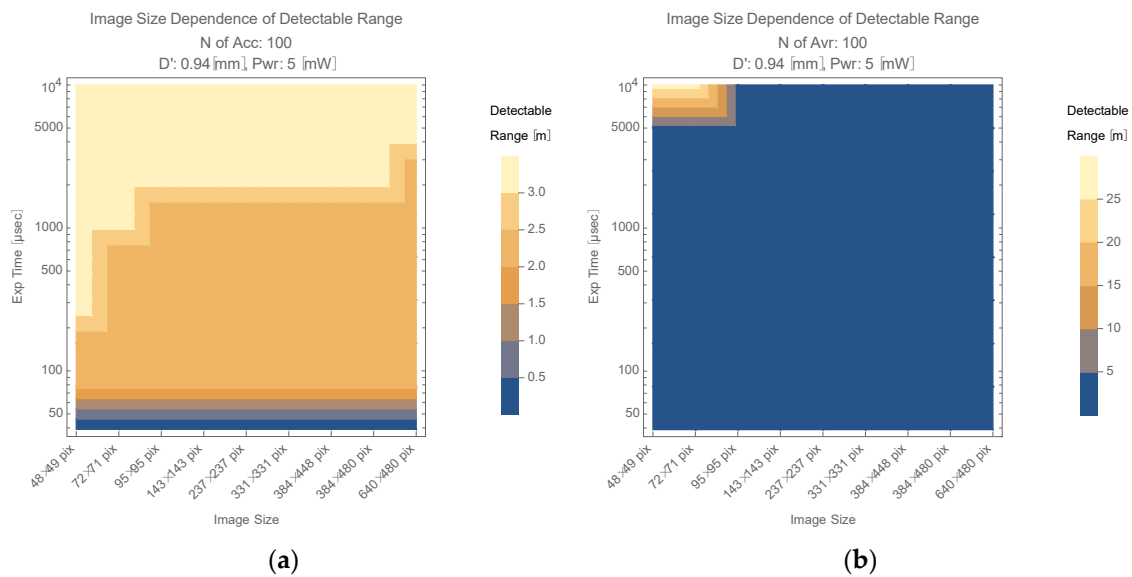 Image Size Dependence of Detectable Range
N of Acc: 100
D': 0.94 [mm], Pwr: 5 [mW]
10⁴
5000
1000
500
100
50
Exp Time [μsec]
48×49 pix
72×71 pix
95×95 pix
143×143 pix
237×237 pix
331×331 pix
384×448 pix
384×480 pix
640×480 pix
Image Size
Detectable
Range [m]
3.0
2.5
2.0
1.5
1.0
0.5
(a)
Image Size Dependence of Detectable Range
N of Avr: 100
D': 0.94 [mm], Pwr: 5 [mW]
10⁴
5000
1000
500
100
50
Exp Time [μsec]
48×49 pix
72×71 pix
95×95 pix
143×143 pix
237×237 pix
331×331 pix
384×448 pix
384×480 pix
640×480 pix
Image Size
Detectable
Range [m]
25
20
15
10
5
(b)